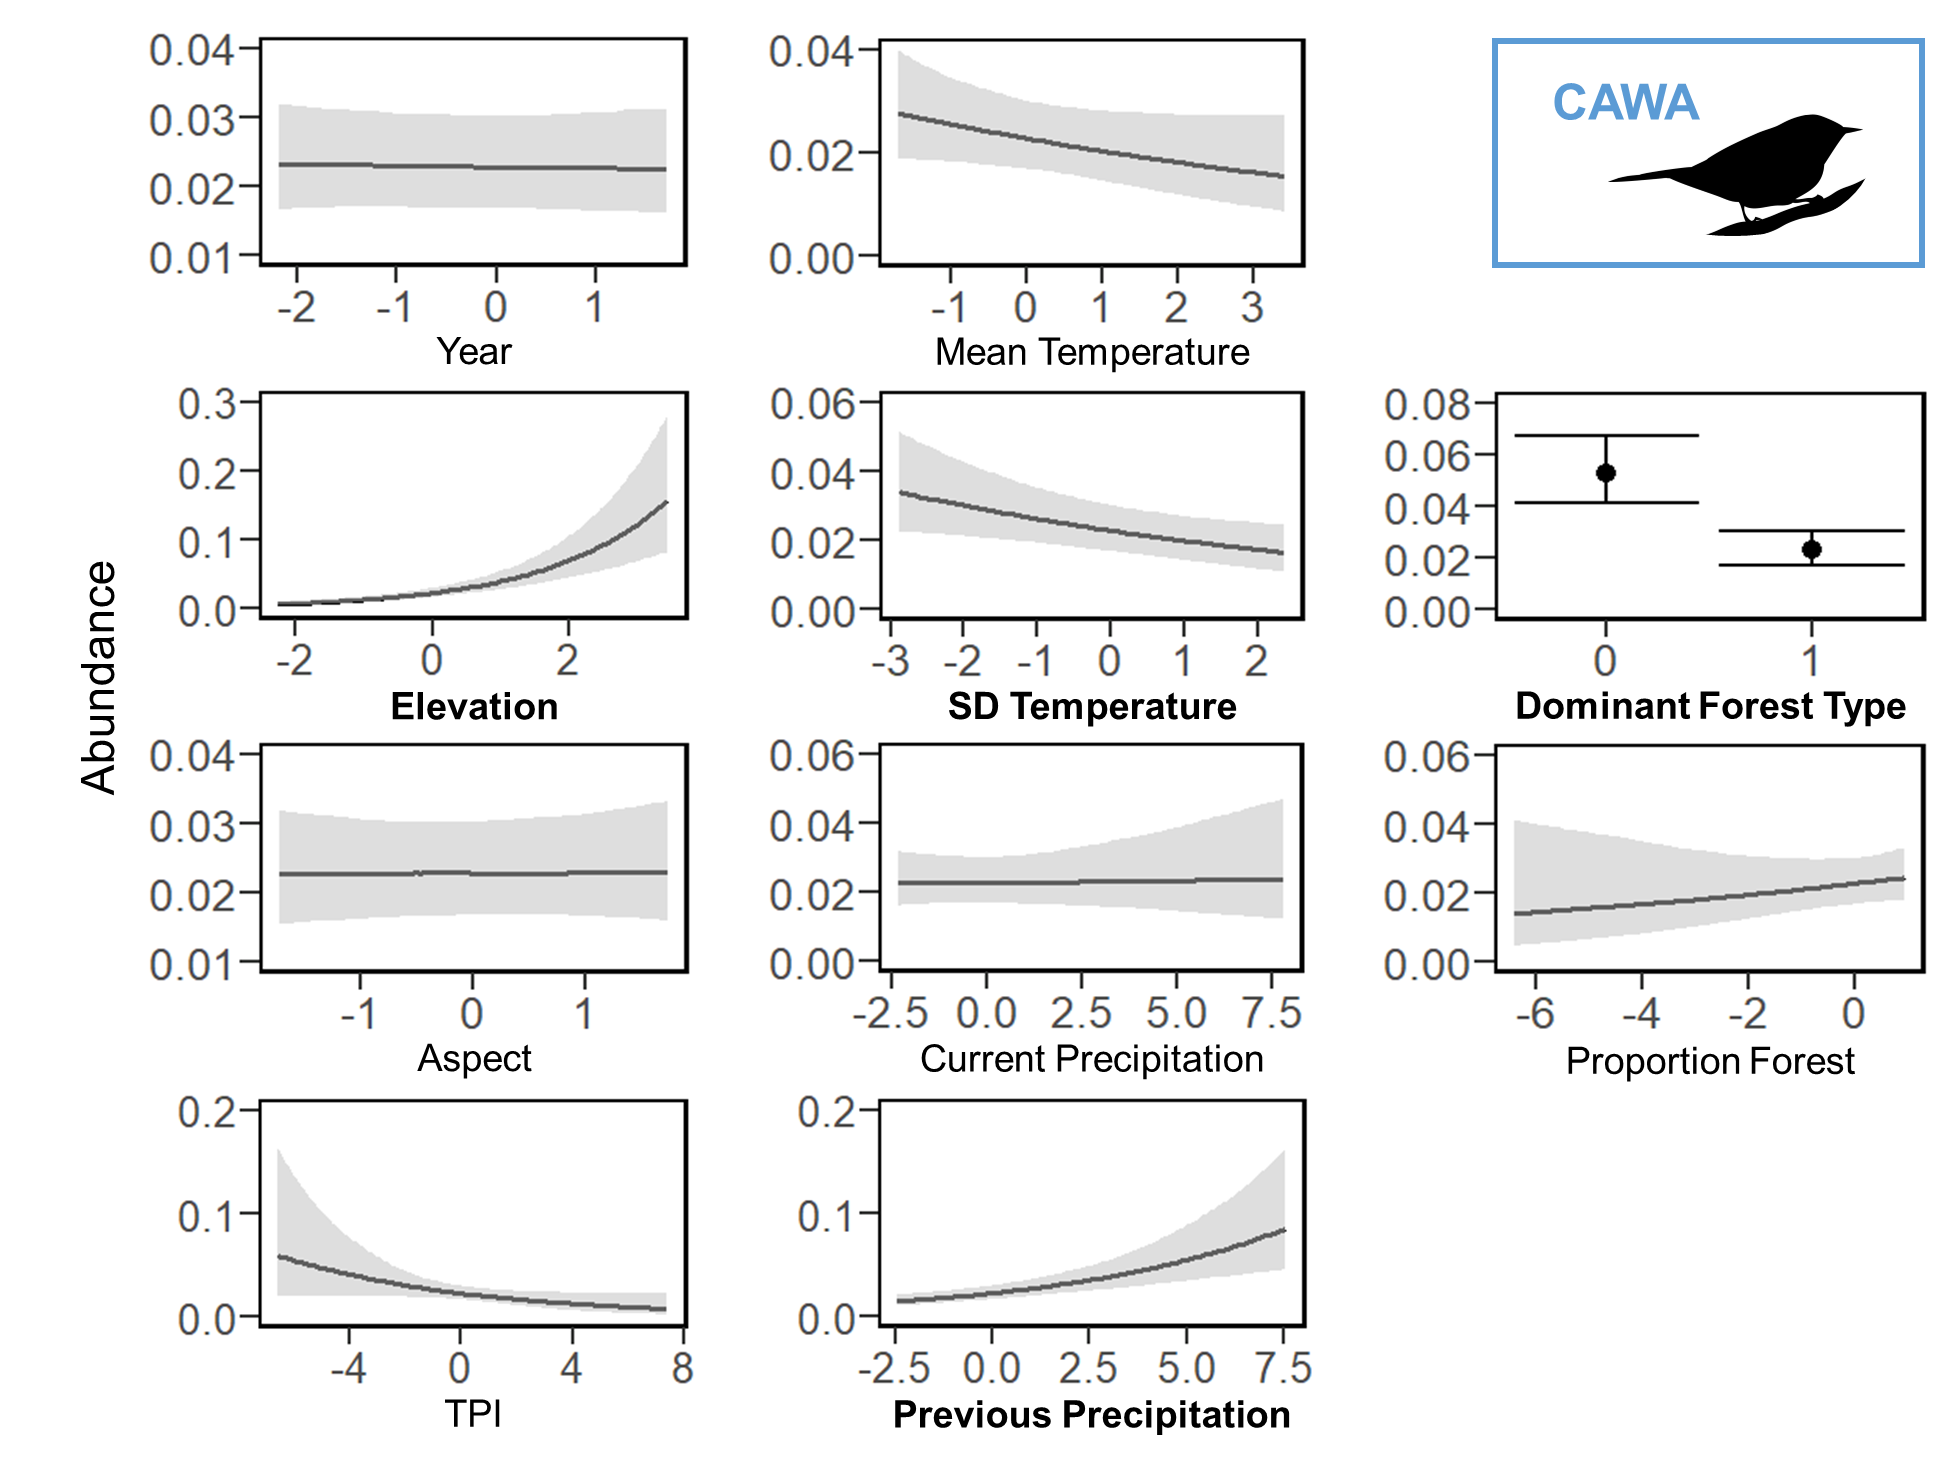 Abundance
0.04
0.03
0.02
0.01
-2 -1 0 1
Year
0.04
0.02
0.00
-1 0 1 2 3
Mean Temperature
CAWA
0.3
0.2
0.1
0.0
-2 0 2
Elevation
0.06
0.04
0.02
0.00
-3 -2 -1 0 1 2
SD Temperature
0.08
0.06
0.04
0.02
0.00
0 1
Dominant Forest Type
0.04
0.03
0.02
0.01
-1 0 1
Aspect
0.06
0.04
0.02
0.00
-2.5 0.0 2.5 5.0 7.5
Current Precipitation
0.06
0.04
0.02
0.00
-6 -4 -2 0
Proportion Forest
0.2
0.1
0.0
-4 0 4 8
TPI
0.2
0.1
0.0
-2.5 0.0 2.5 5.0 7.5
Previous Precipitation